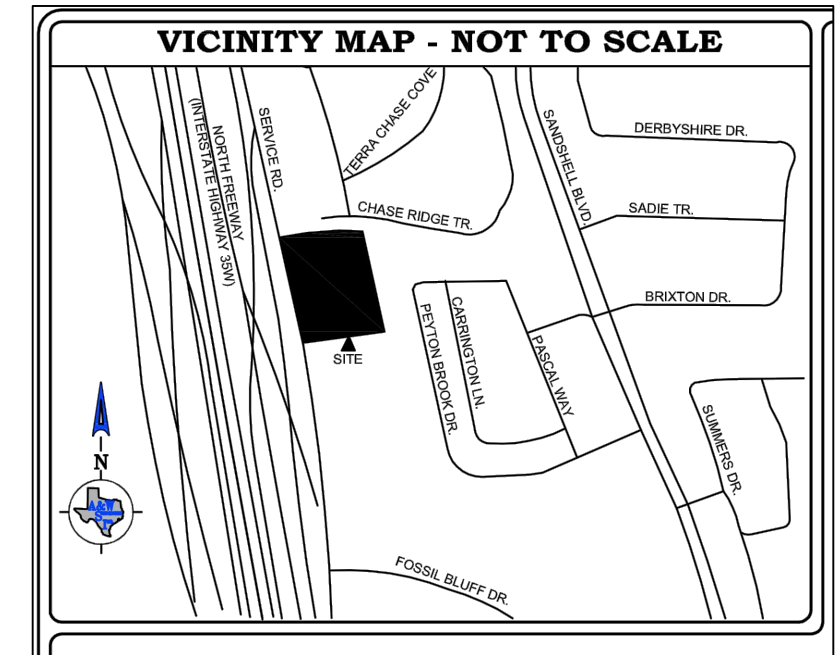 VICINITY MAP - NOT TO SCALE
TERRA CHASE COVE
DERBYSHIRE DR.
SERVICE RD.
SANDSHELL BLVD.
NORTH FREEWAY
(INTERSTATE HIGHWAY 35W)
CHASE RIDGE TR.
SADIE TR.
BRIXTON DR.
PEYTON BROOK DR.
CARRINGTON LN.
PASCAL WAY
SITE
SUMMERS DR.
N
A&W
FOSSIL BLUFF DR.